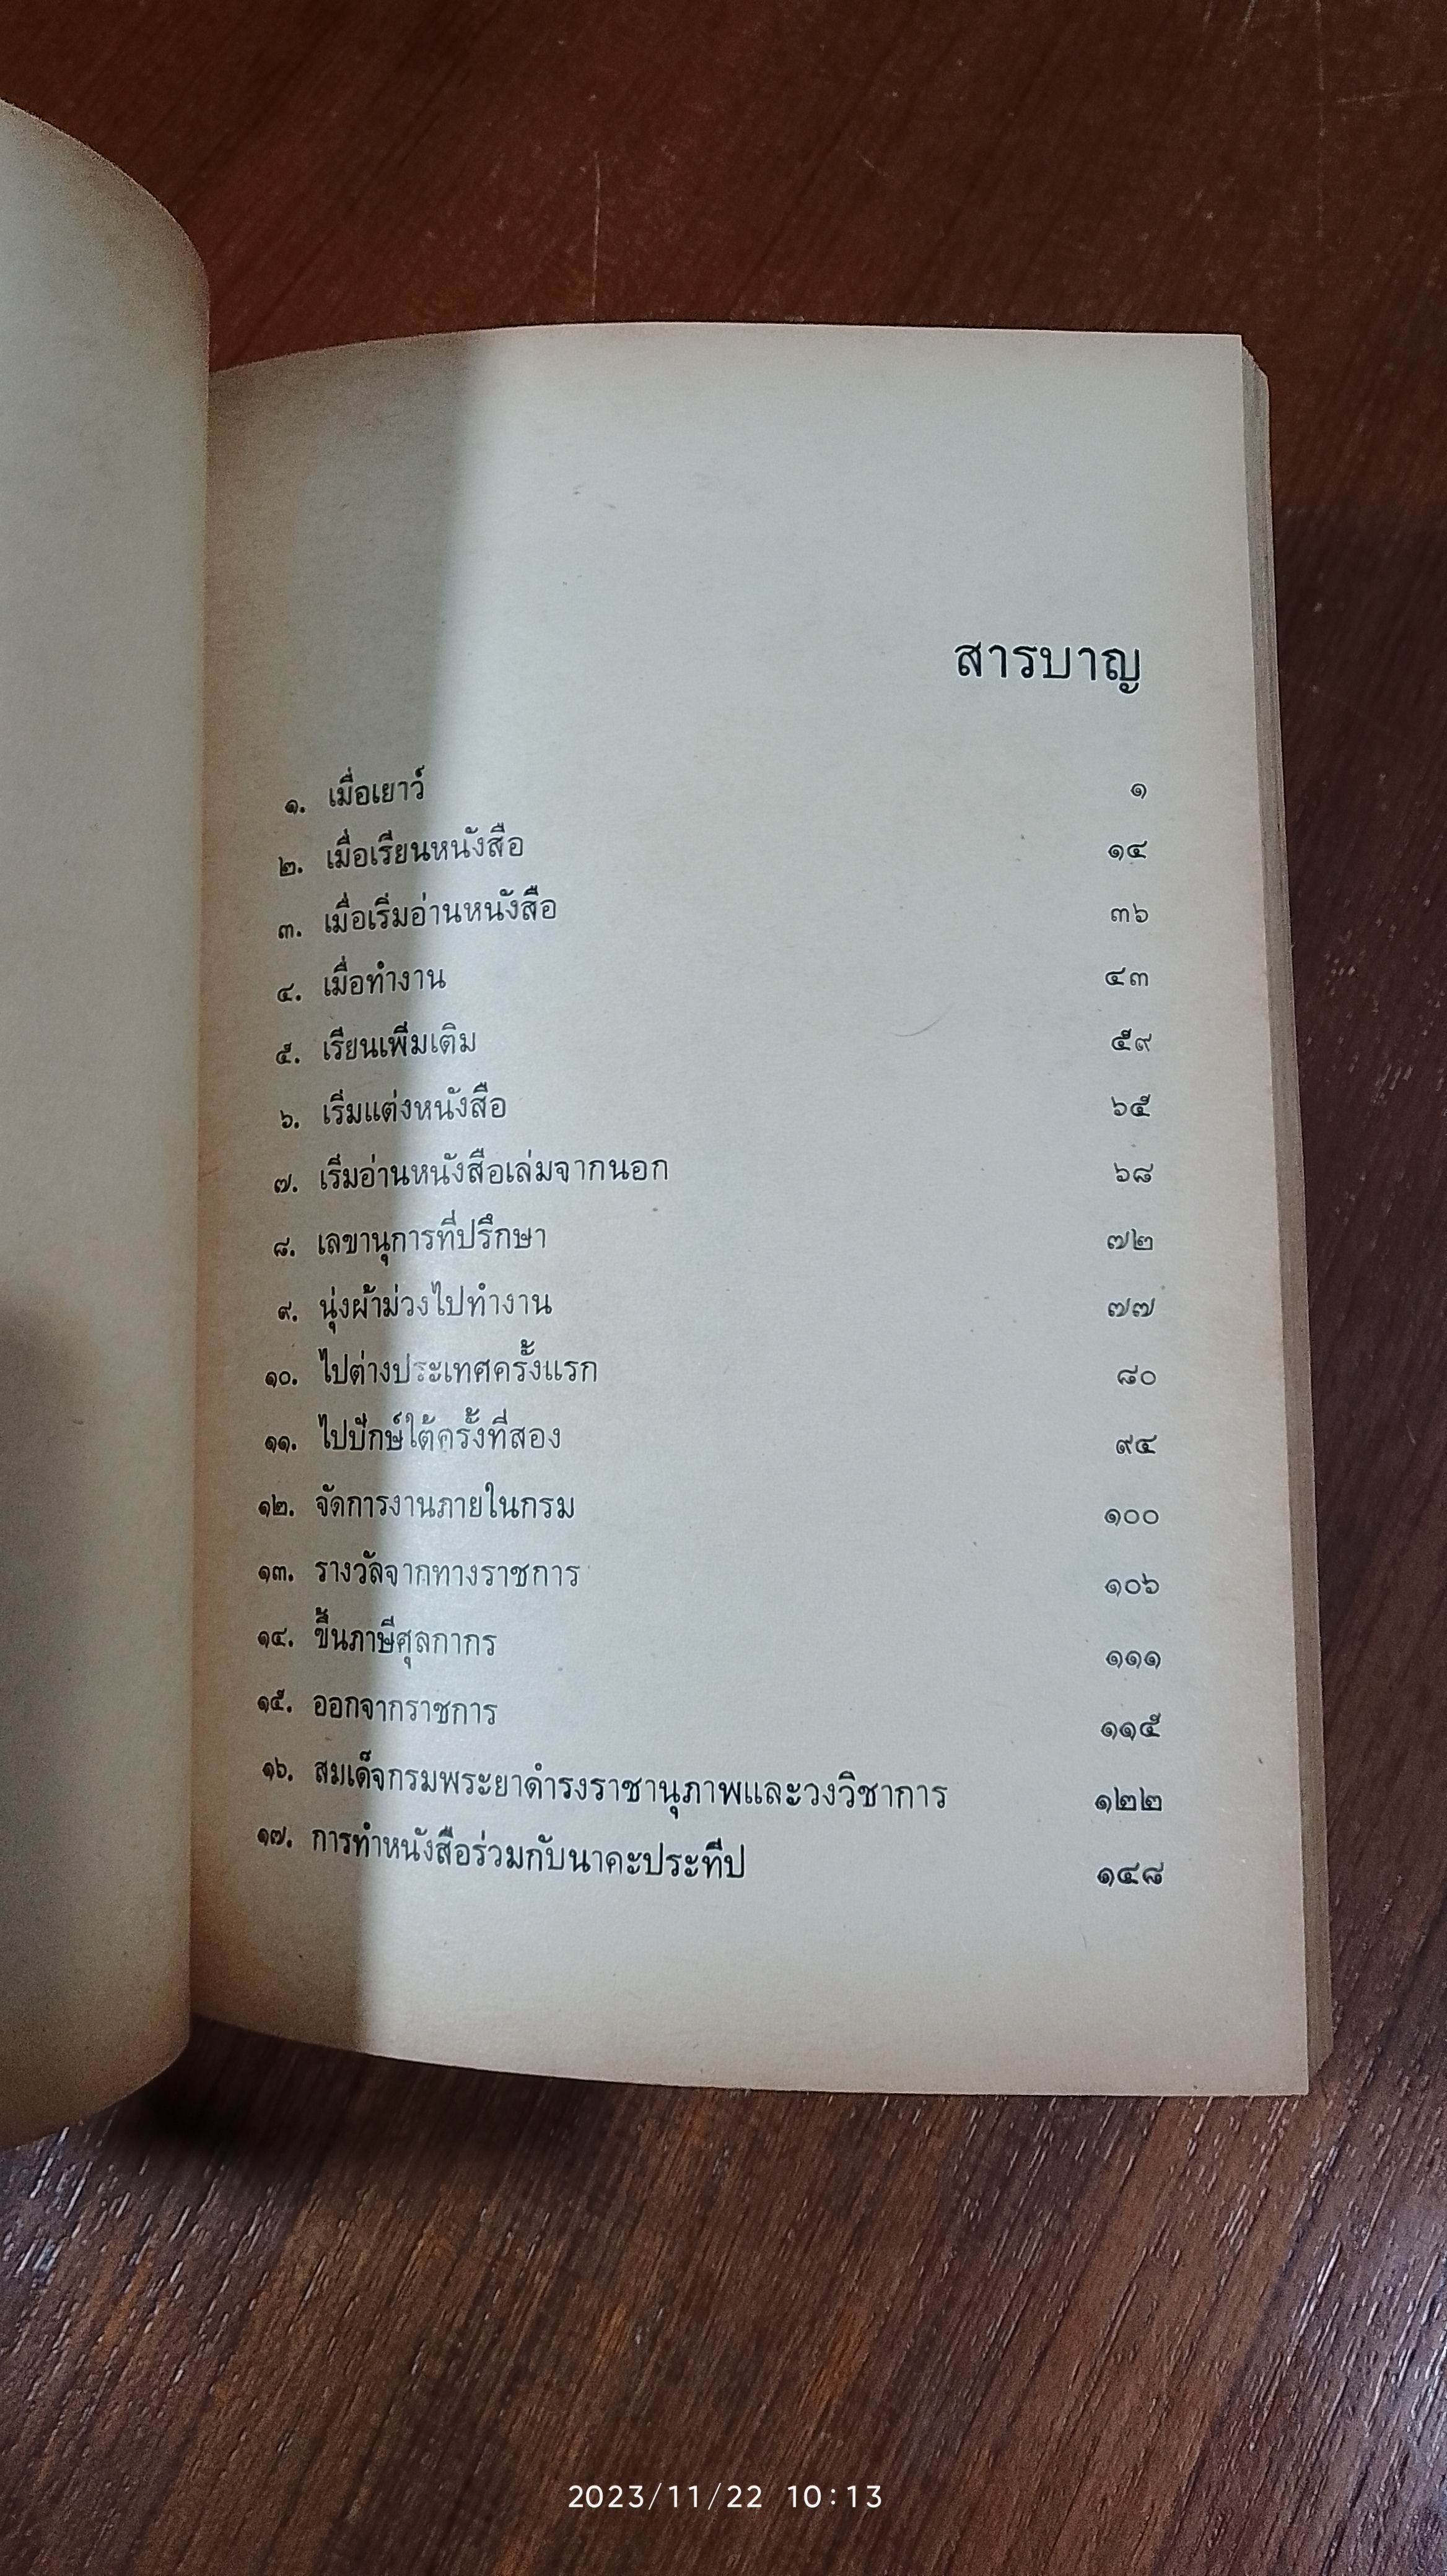 สารบาญ
๑. เมื่อเยาว์ ๑
๒. เมื่อเรียนหนังสือ ๑๔
๓. เมื่อเริ่มอ่านหนังสือ ๓๖
๔. เมื่อทำงาน ๔๓
๕. เรียนเพิ่มเติม ๕๙
๖. เริ่มแต่งหนังสือ ๖๕
๗. เริ่มอ่านหนังสือเล่มจากนอก ๖๘
๘. เลขานุการที่ปรึกษา ๗๒
๙. นุ่งผ้าม่วงไปทำงาน ๗๗
๑๐. ไปต่างประเทศครั้งแรก ๘๐
๑๑. ไปปักษ์ใต้ครั้งที่สอง ๙๔
๑๒. จัดการงานภายในกรม ๑๐๐
๑๓. รางวัลจากทางราชการ ๑๐๖
๑๔. ขึ้นภาษีศุลกากร ๑๑๑
๑๕. ออกจากราชการ ๑๑๕
๑๖. สมเด็จกรมพระยาดำรงราชานุภาพและวงวิชาการ ๑๒๒
๑๗. การทำหนังสือร่วมกับนาคะประทีป ๑๔๘
2023/11/22 10:13